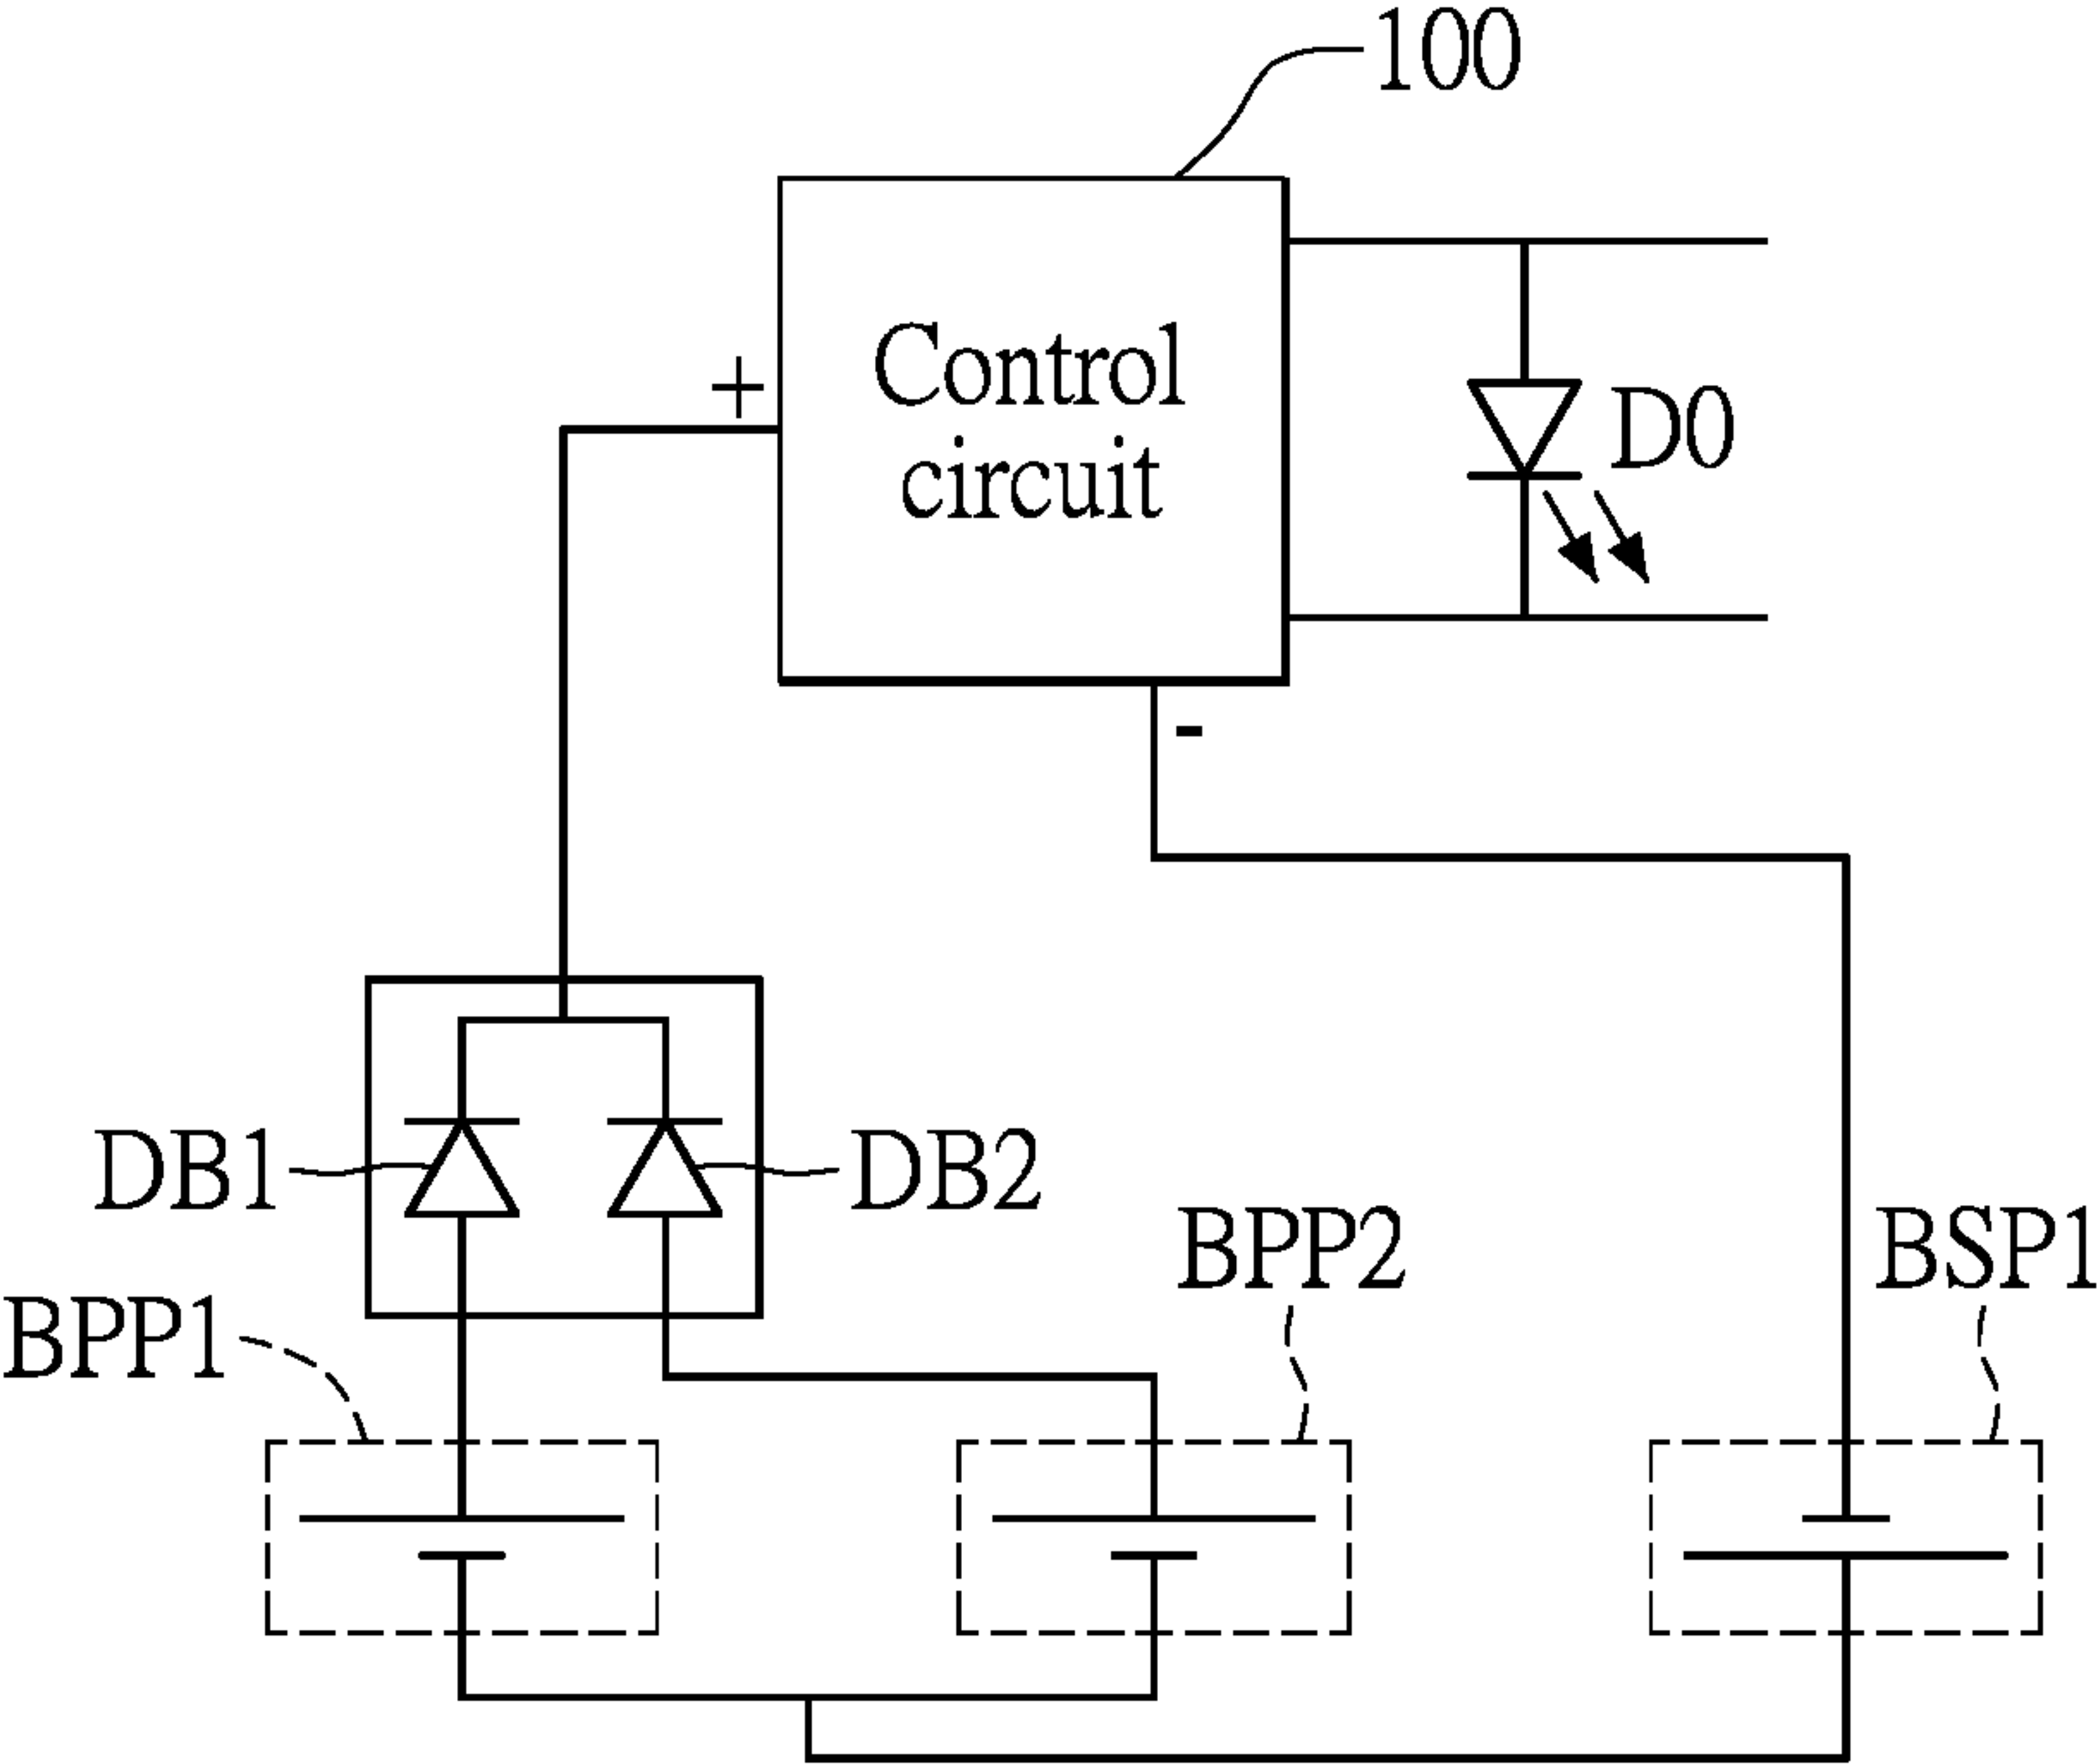 100
Control
circuit
+
D0
-
DB1
DB2
BPP2
BSP1
BPP1